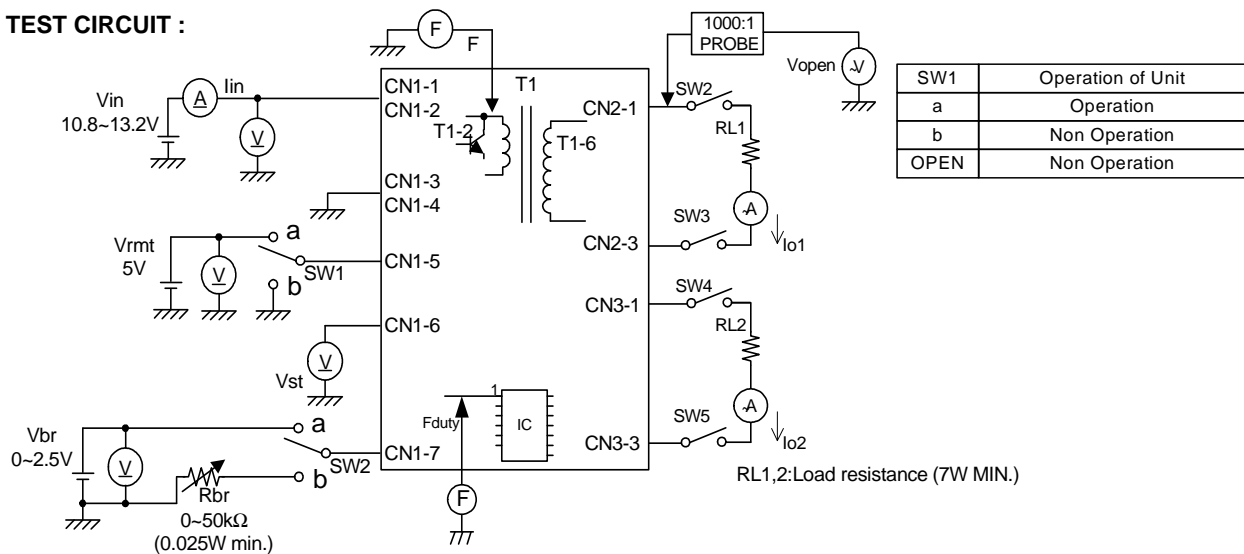 TEST CIRCUIT :
F
F
1000:1
PROBE
Vopen
~V
SW1 Operation of Unit
a Operation
b Non Operation
OPEN Non Operation
Vin
10.8~13.2V
A
Iin
V
CN1-1
CN1-2
T1
T1-2
T1-6
CN2-1
SW2
RL1
~A
Io1
SW3
CN2-3
CN1-3
CN1-4
Vrmt
5V
V
a
b
SW1
CN1-5
CN1-6
V
Vst
CN3-1
SW4
RL2
~A
Io2
SW5
CN3-3
1
IC
Fduty
F
Vbr
0~2.5V
V
a
b
SW2
CN1-7
Rbr
0~50kΩ
(0.025W min.)
RL1,2:Load resistance (7W MIN.)